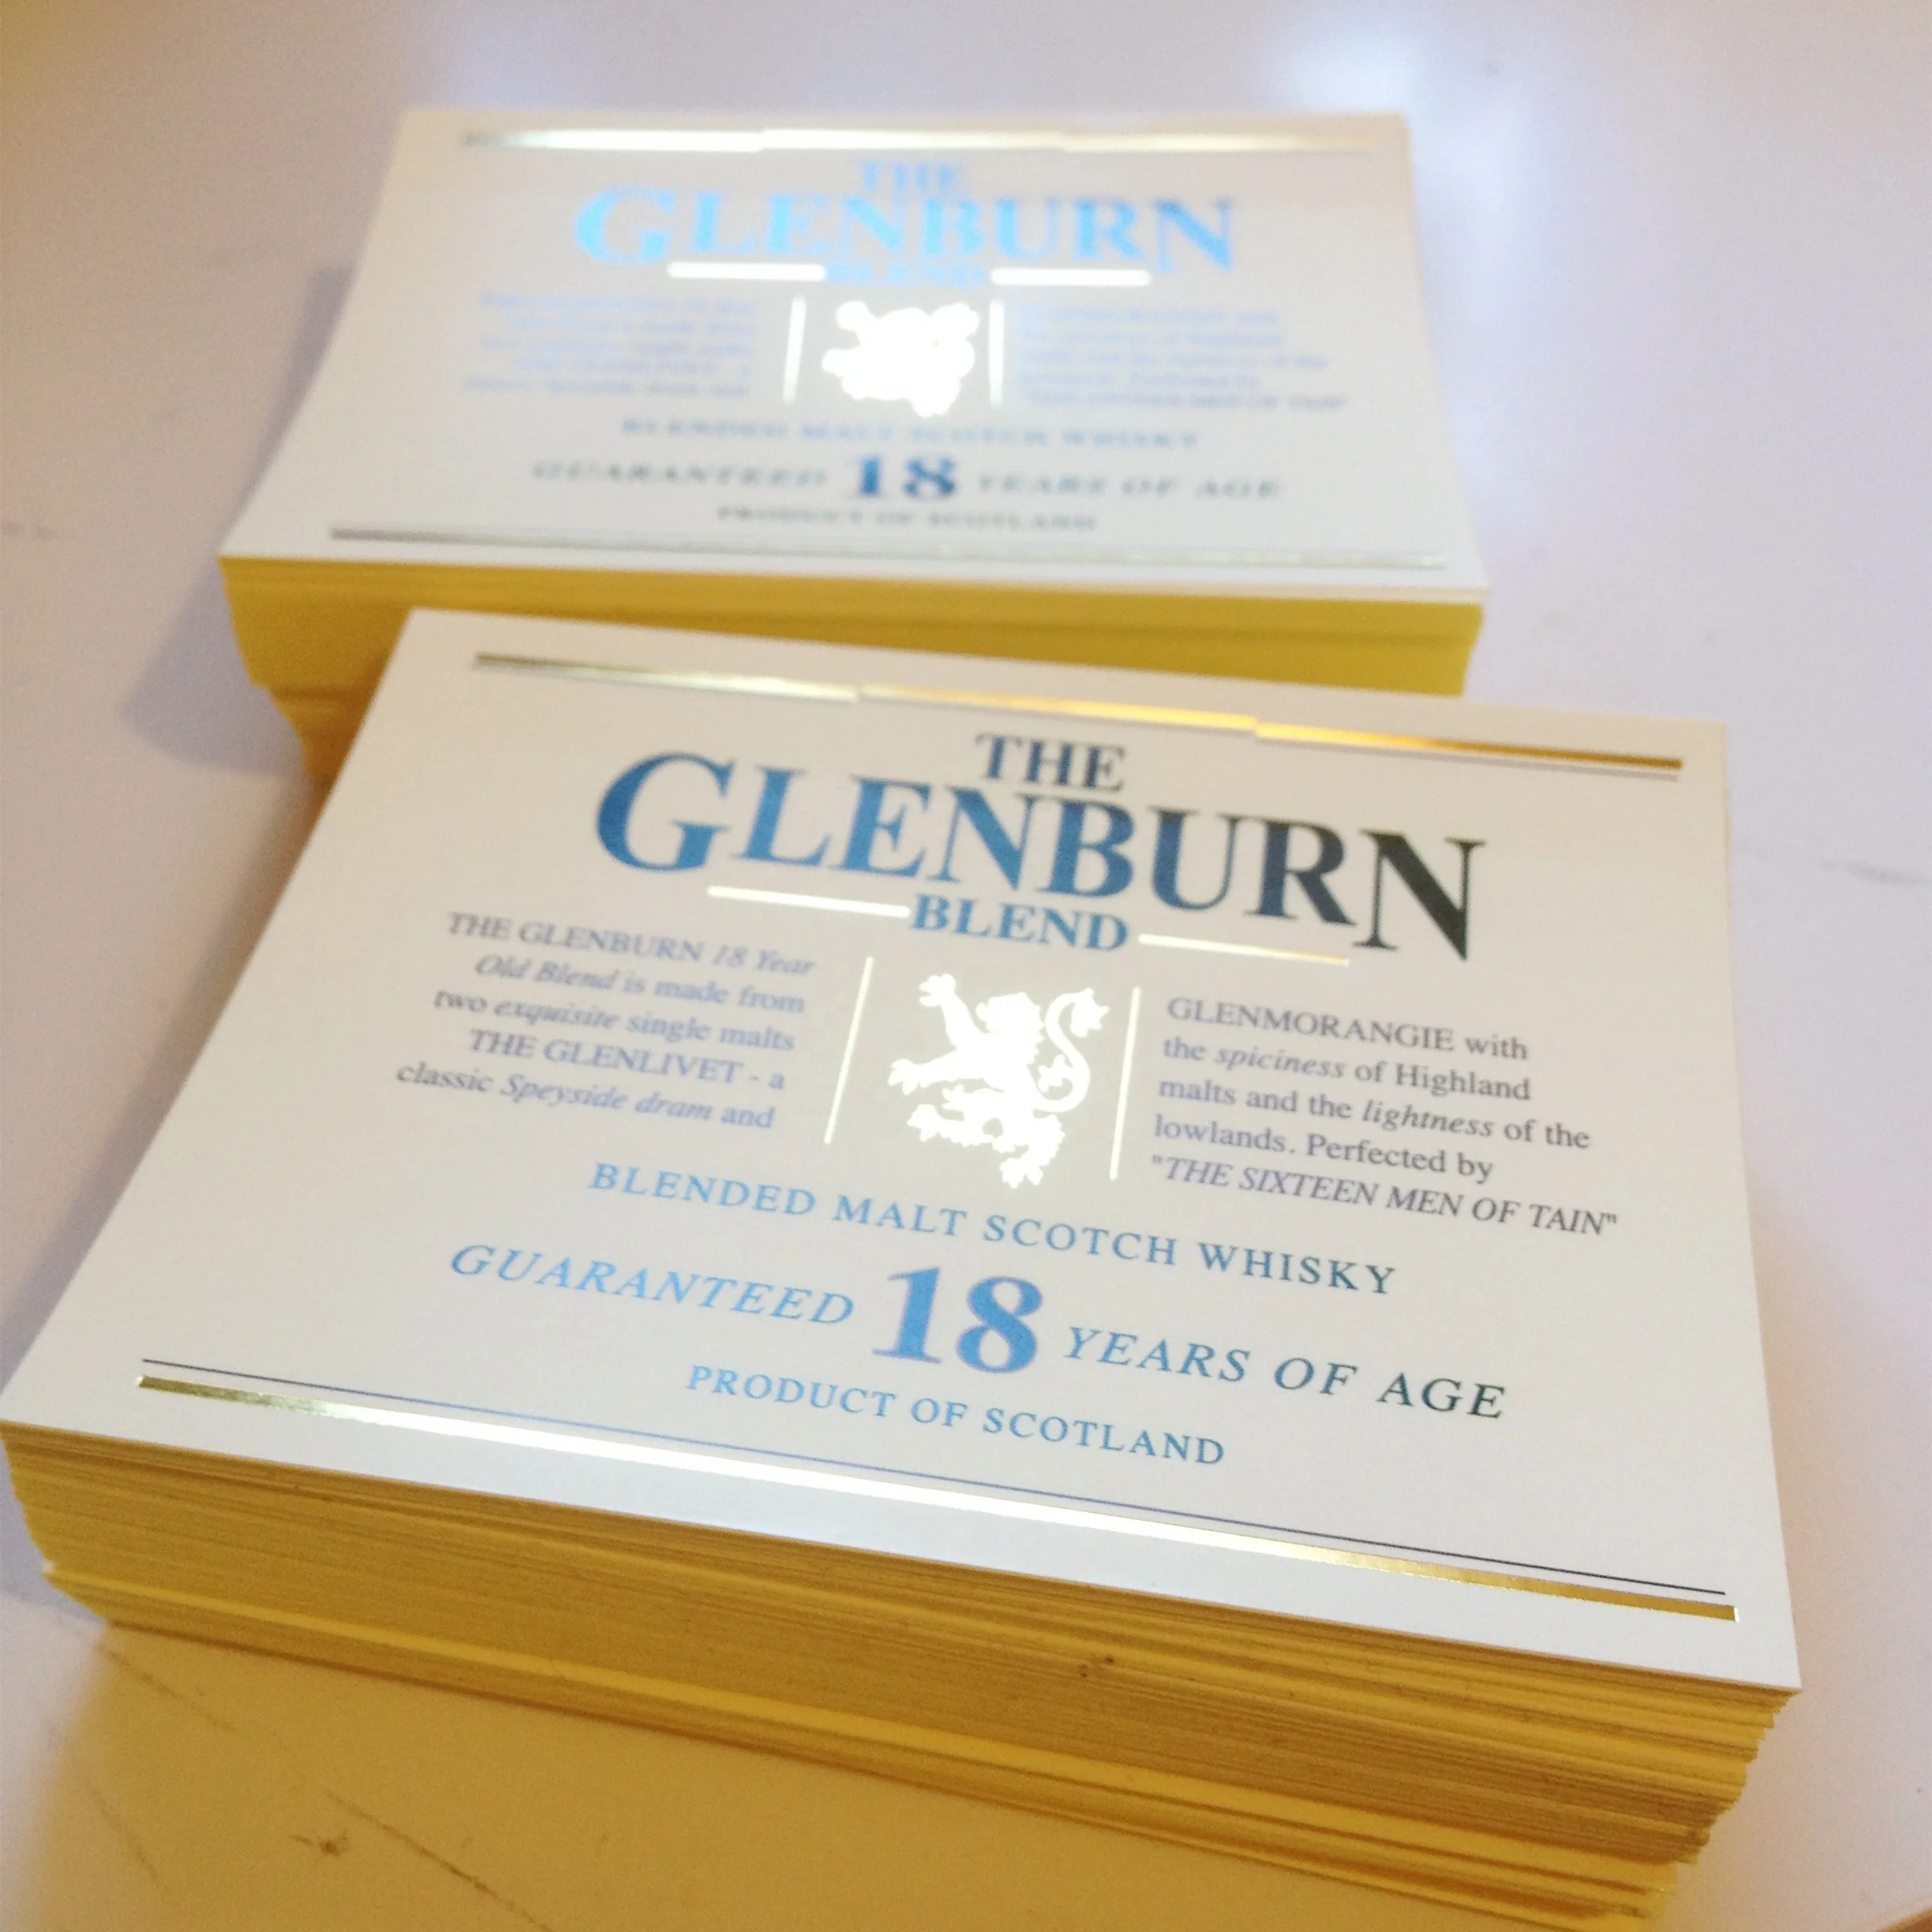 THE
GLENBURN
BLEND
BLENDED MALT SCOTCH WHISKY
GUARANTEED 18 YEARS OF AGE
PRODUCT OF SCOTLAND
THE
GLENBURN
BLEND
THE GLENBURN 18 Year
Old Blend is made from
two exquisite single malts
THE GLENLIVET - a
classic Speyside dram and
GLENMORANGIE with
the spiciness of Highland
malts and the lightness of the
lowlands. Perfected by
"THE SIXTEEN MEN OF TAIN"
BLENDED MALT SCOTCH WHISKY
GUARANTEED 18 YEARS OF AGE
PRODUCT OF SCOTLAND